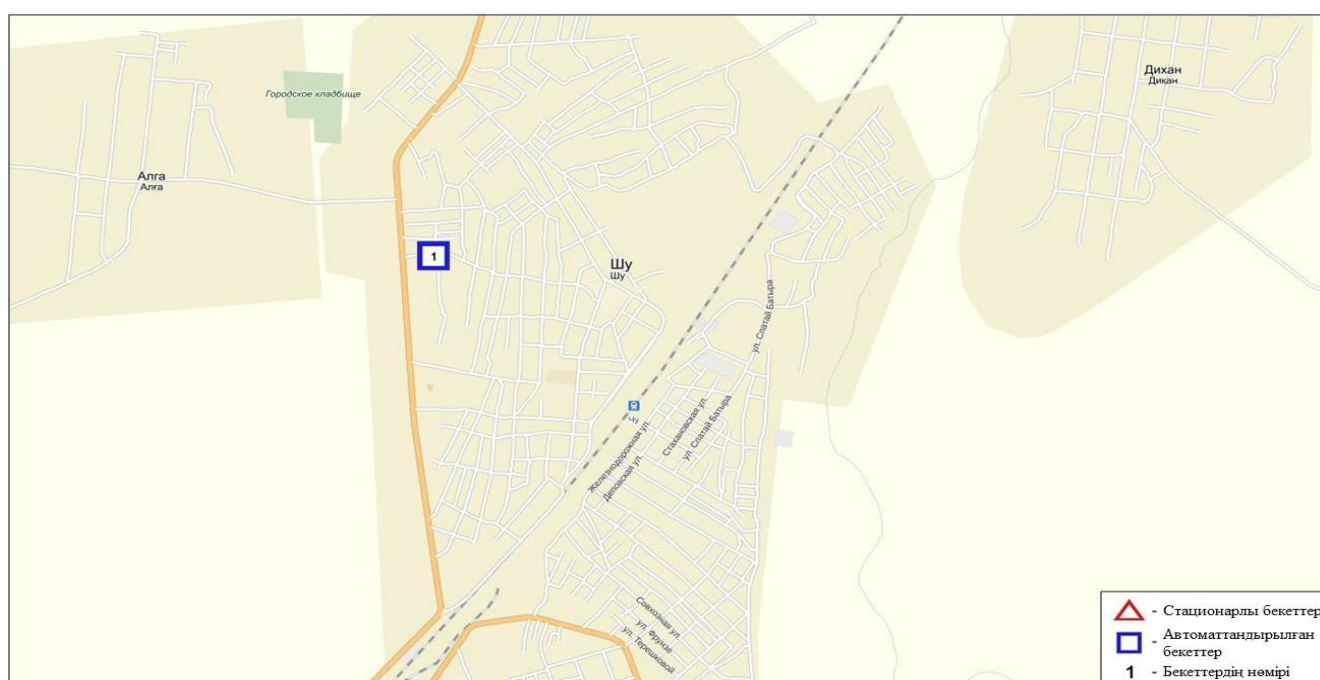 Дихан
Диқан
Городское кладбище
Алга
Алға
1
Шу
Шу
ул. Спатай Батыра
Стахановская ул.
ул. Спатай Батыра
Железнодорожная ул.
Деповская ул.
Совхозная ул.
ул. Фрунзе
ул. Терешковой
- Стационарлы бекеттер
- Автоматтандырылған
бекеттер
1 - Бекеттердің нөмірі